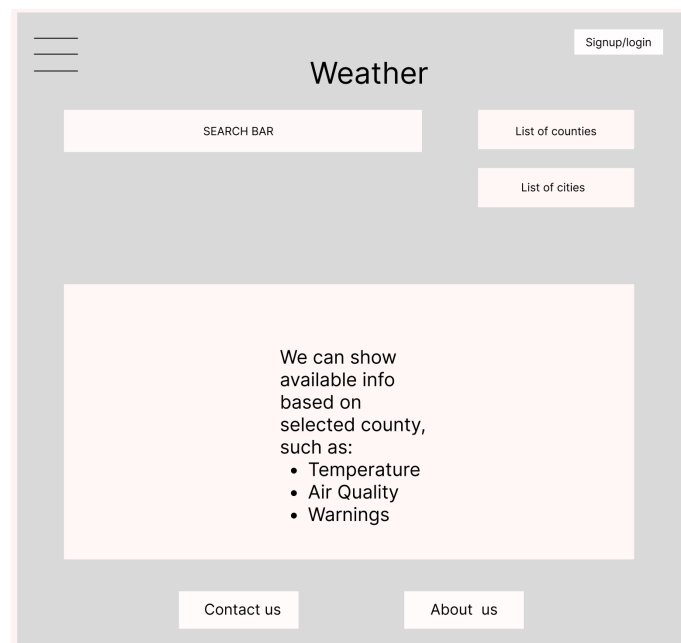 Signup/login
Weather
SEARCH BAR
List of counties
List of cities
We can show
available info
based on
selected county,
such as:
• Temperature
• Air Quality
• Warnings
Contact us
About us